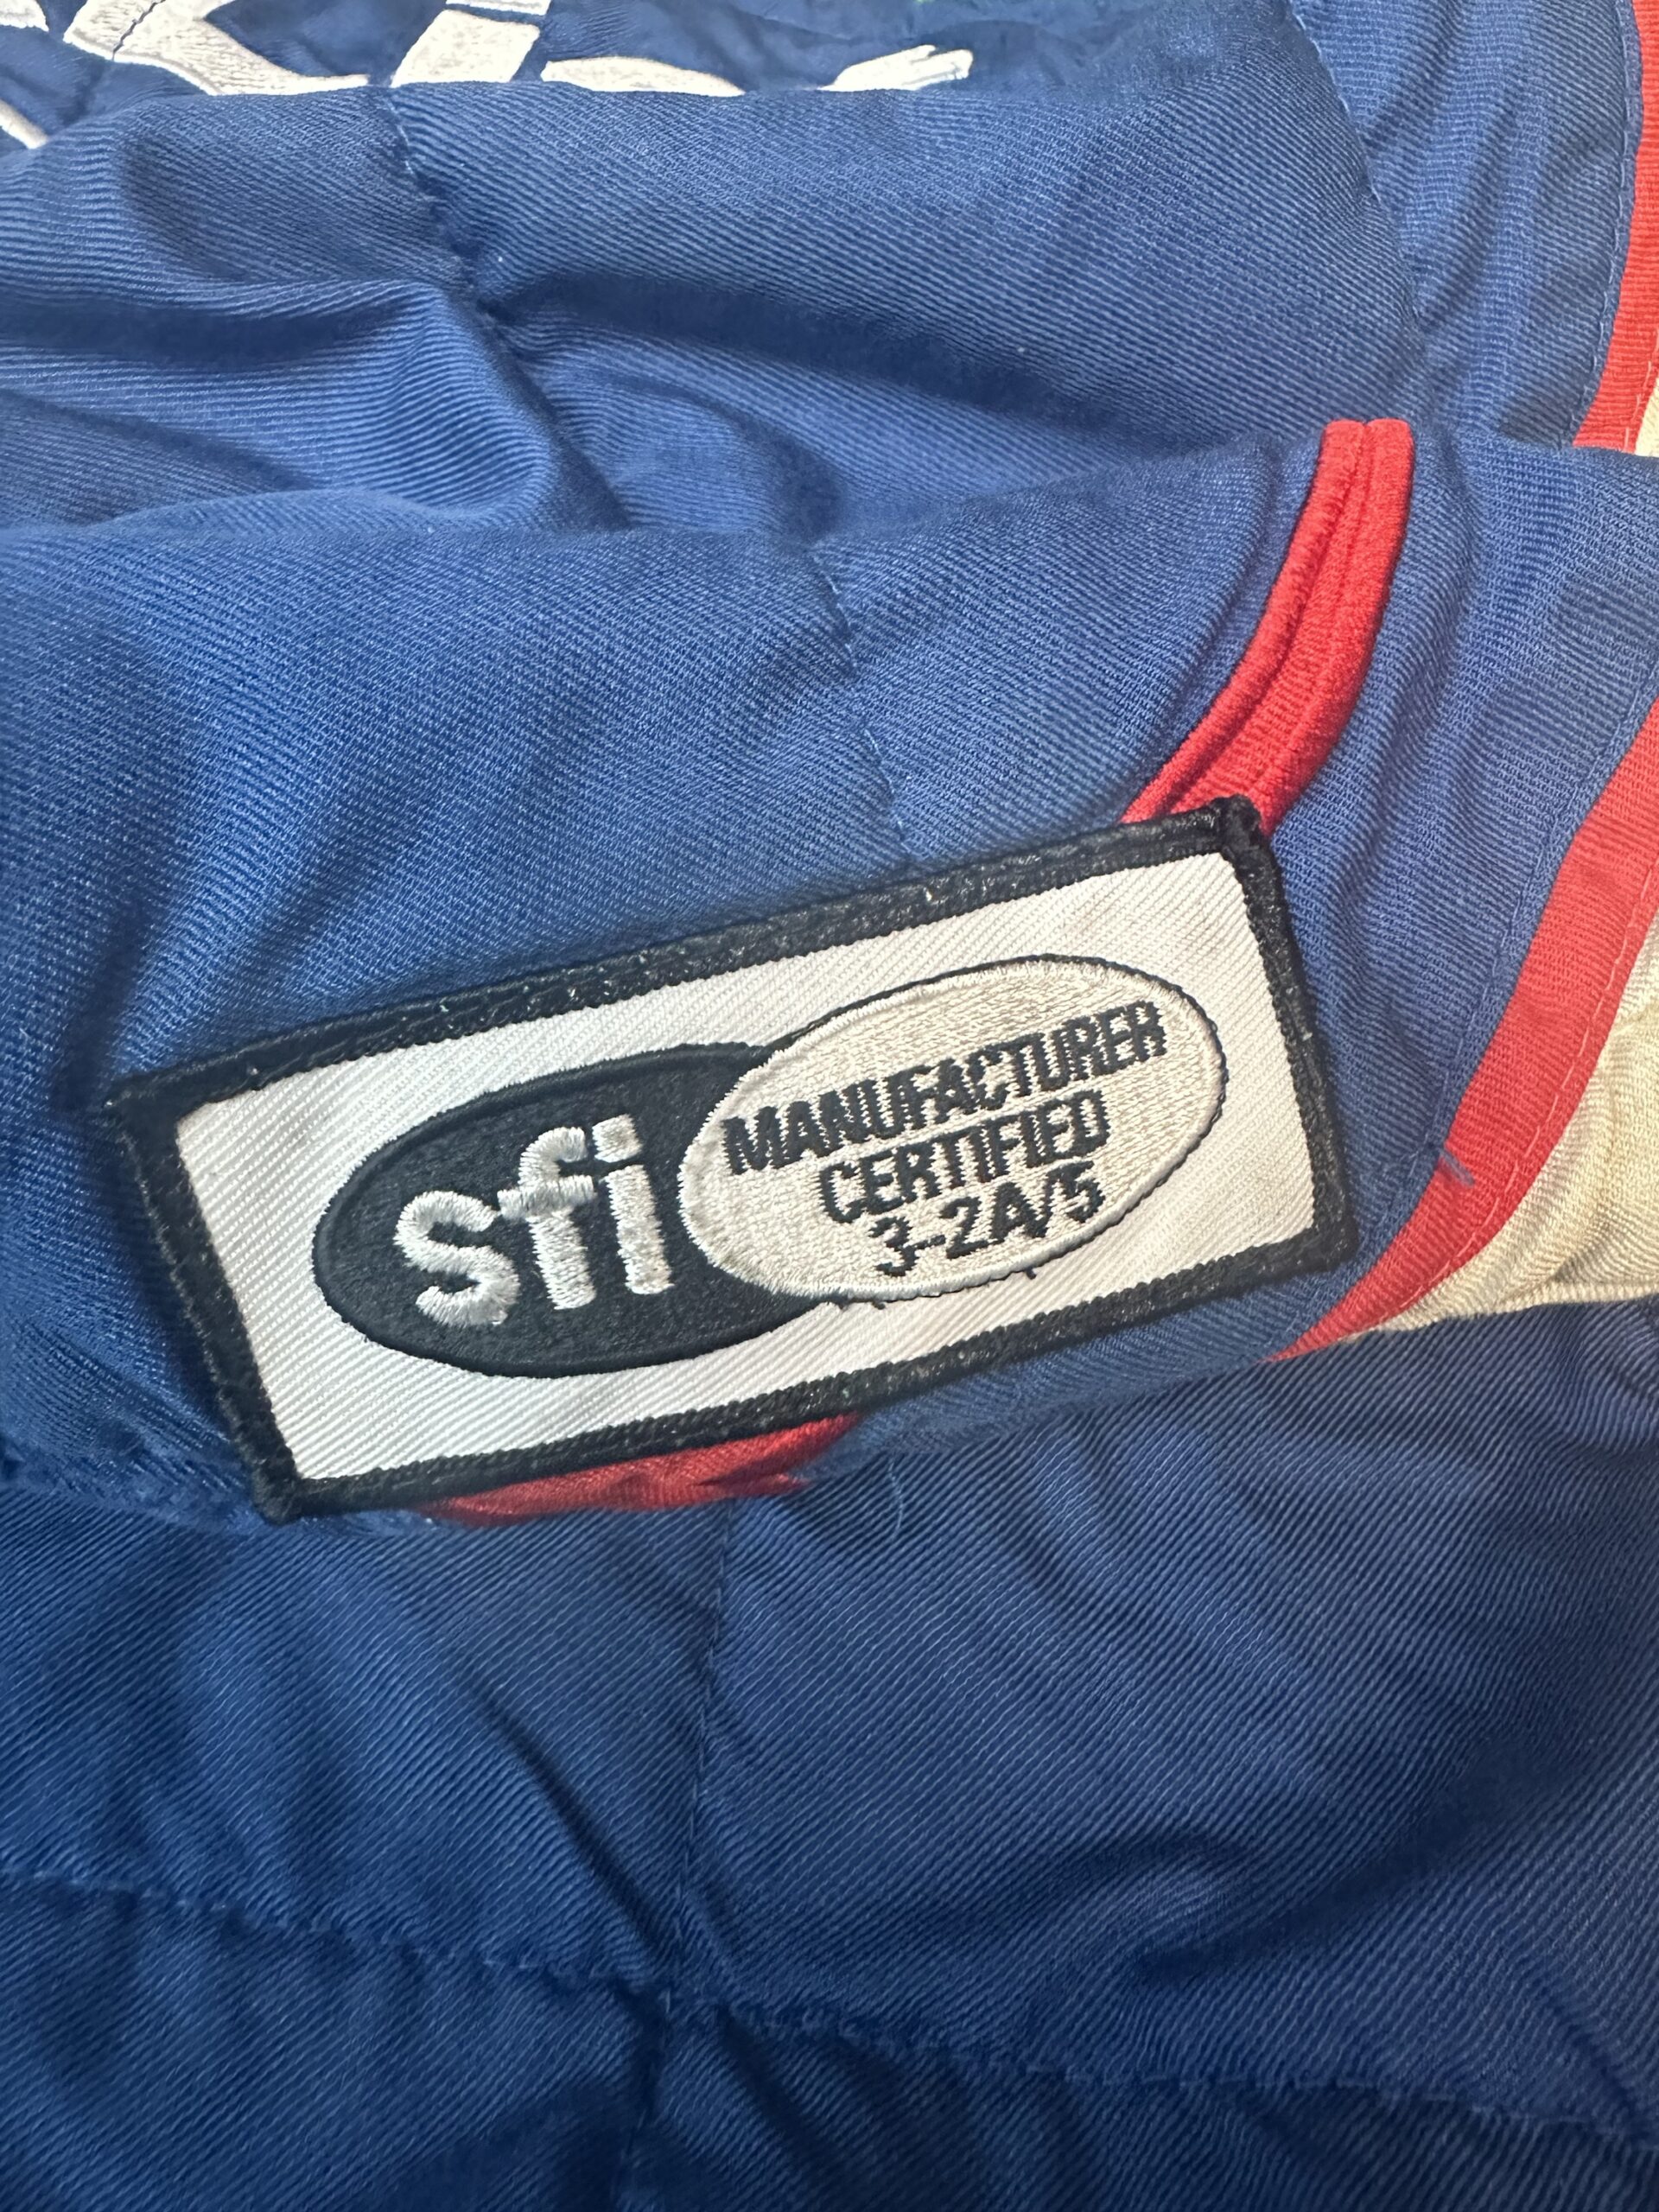 sfi
MANUFACTURER
CERTIFIED
3-2A/5